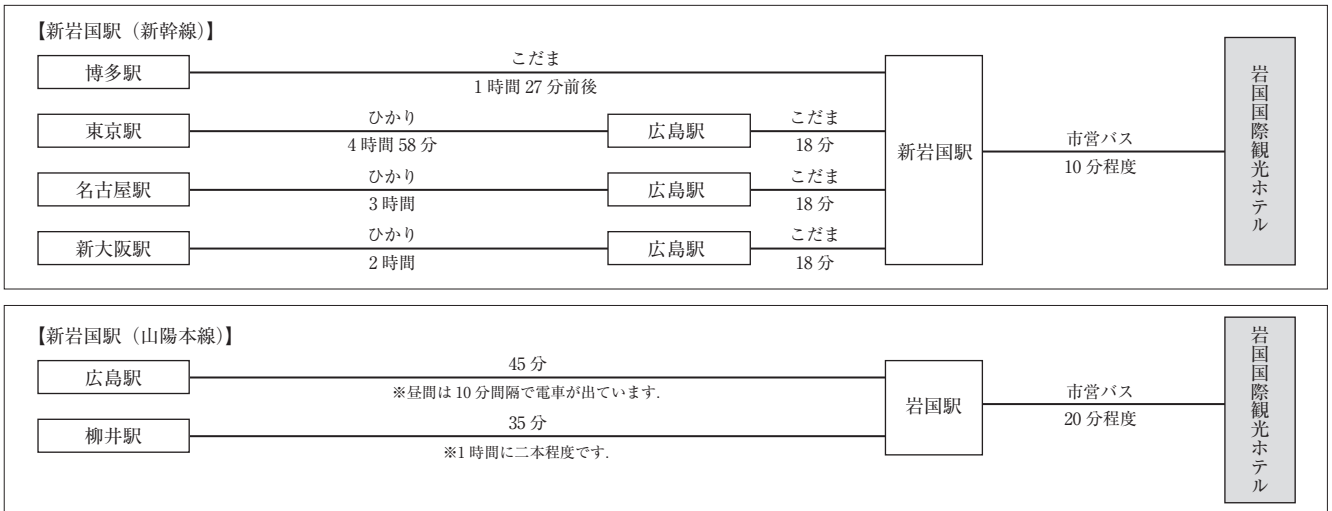 【新岩国駅（新幹線）】
博多駅
こだま
1時間27分前後
東京駅
ひかり
4時間58分
広島駅
こだま
18分
名古屋駅
ひかり
3時間
広島駅
こだま
18分
新大阪駅
ひかり
2時間
広島駅
こだま
18分
新岩国駅
市営バス
10分程度
岩国国際観光ホテル
【新岩国駅（山陽本線）】
広島駅
45分
※昼間は10分間隔で電車が出ています.
柳井駅
35分
※1時間に二本程度です.
岩国駅
市営バス
20分程度
岩国国際観光ホテル